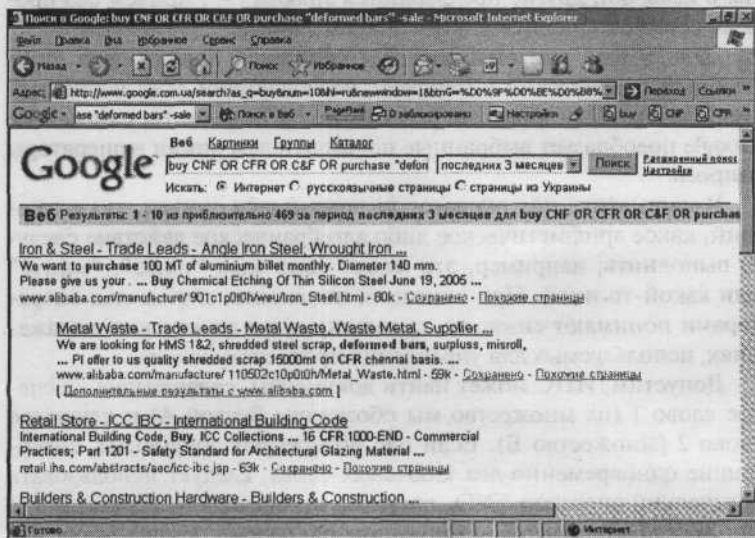 Поиск в Google: buy CNF OR CFR OR C&F OR purchase "deformed bars" -sale - Microsoft Internet Explorer
Файл Правка Вид Избранное Сервис Справка
Назад Поиск Избранное
Адрес: http://www.google.com.ua/search?as_q=buy&num=10&hl=ru&newwindow=1&btnG=%D0%9F%D0%BE%D0%B8% Переход Ссылки
Google ase "deformed bars" -sale Поиск в Веб PageRank 0 заблокировано Настройки buy CNF CFR
Веб Картинки Группы Каталог
Google buy CNF OR CFR OR C&F OR purchase "defon последних 3 месяцев Поиск Расширенный поиск
Настройки
Искать: Интернет русскоязычные страницы страницы из Украины
Веб Результаты: 1 - 10 из приблизительно 469 за период последних 3 месяцев для buy CNF OR CFR OR C&F OR purchas
Iron & Steel - Trade Leads - Angle Iron Steel, Wrought Iron ...
We want to purchase 100 MT of aluminium billet monthly. Diameter 140 mm.
Please give us your . ... Buy Chemical Etching Of Thin Silicon Steel June 19, 2005 ...
www.alibaba.com/manufacture/ 901c1p0t0h/weu/Iron_Steel.html - 80k - Сохранено - Похожие страницы
Metal Waste - Trade Leads - Metal Waste, Waste Metal, Supplier ...
We are looking for HMS 1&2, shredded steel scrap, deformed bars, surpluss, misroll,
... Pl offer to us quality shredded scrap 15000mt on CFR chennai basis. ...
www.alibaba.com/manufacture/ 110502c10p0t0h/Metal_Waste.html - 59k - Сохранено - Похожие страницы
[ Дополнительные результаты с www.alibaba.com ]
Retail Store - ICC IBC - International Building Code
International Building Code, Buy. ICC Collections ... 16 CFR 1000-END - Commercial
Practices; Part 1201 - Safety Standard for Architectural Glazing Material ...
retail.ihs.com/abstracts/sec/icc-ibc.jsp - 63k - Сохранено - Похожие страницы
Builders & Construction Hardware - Builders & Construction ...
Готово Интернет